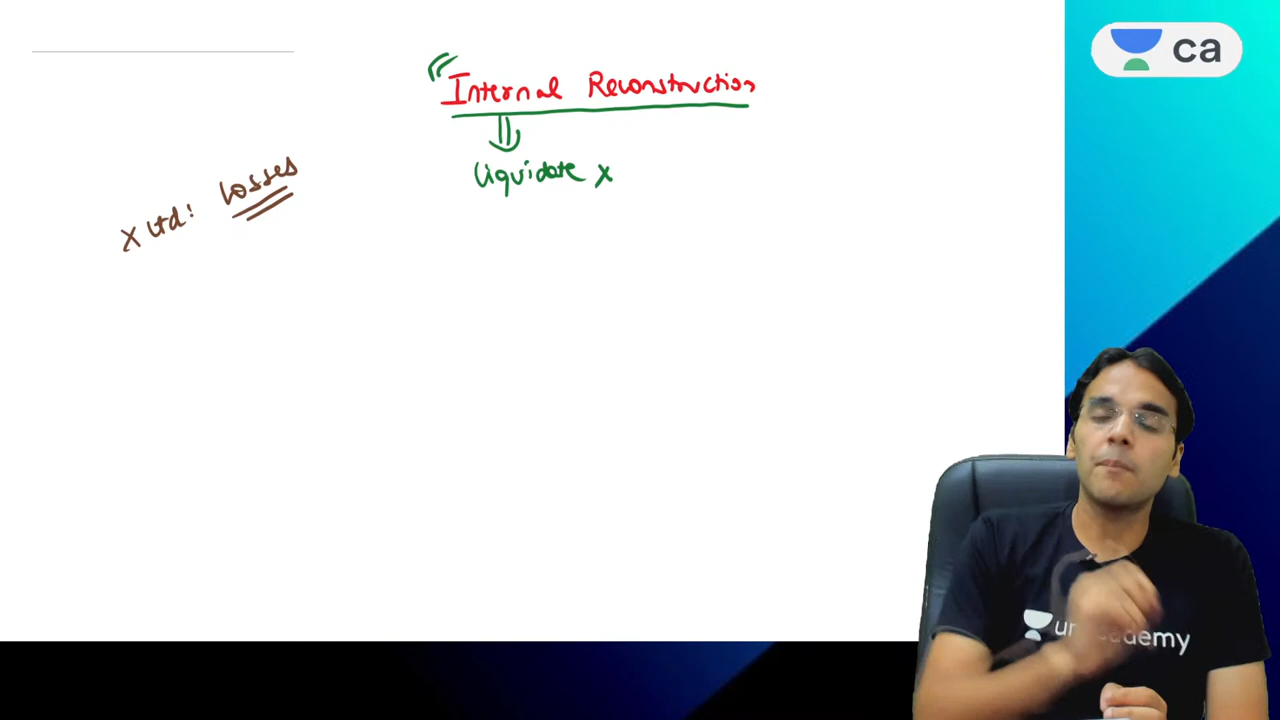 ca
Internal Reconstruction
liquidate x
X Ltd: Losses
unacademy